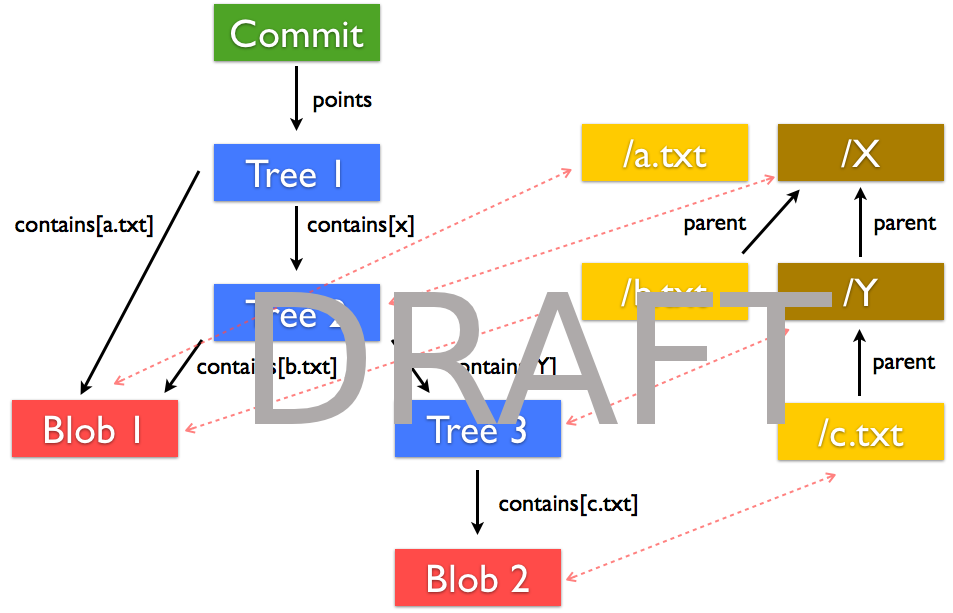 Commit
points
Tree 1
/a.txt
/X
contains[a.txt]
contains[x]
parent
parent
Tree 2
/b.txt
/Y
DRAFT
contains[b.txt]
contains[Y]
parent
Blob 1
Tree 3
/c.txt
contains[c.txt]
Blob 2